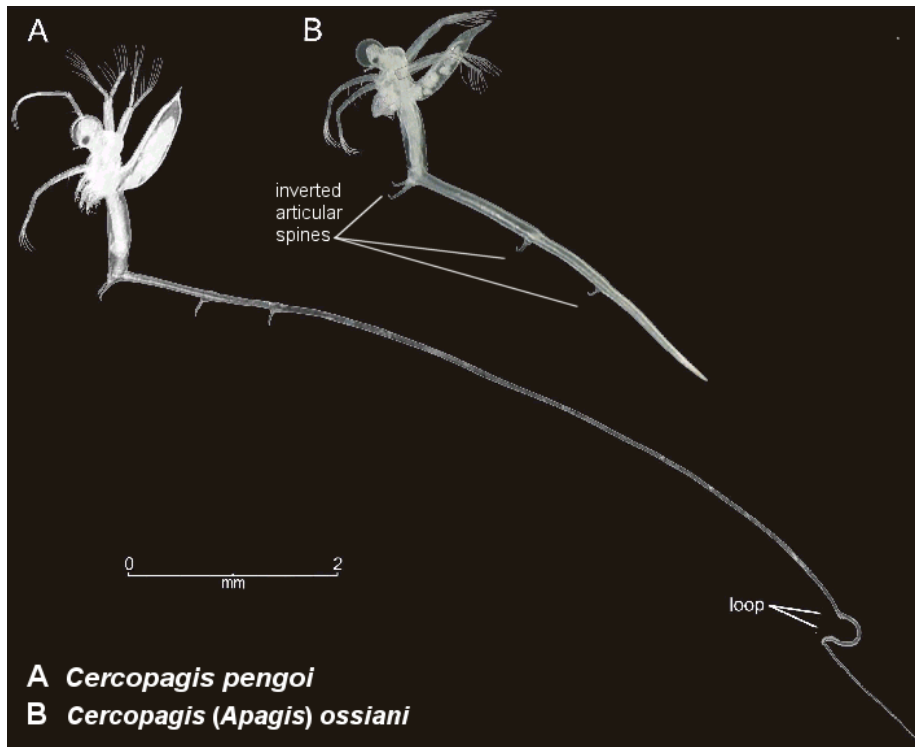 A
B
inverted
articular
spines
0 2
mm
loop
A Cercopagis pengoi
B Cercopagis (Apagis) ossiani